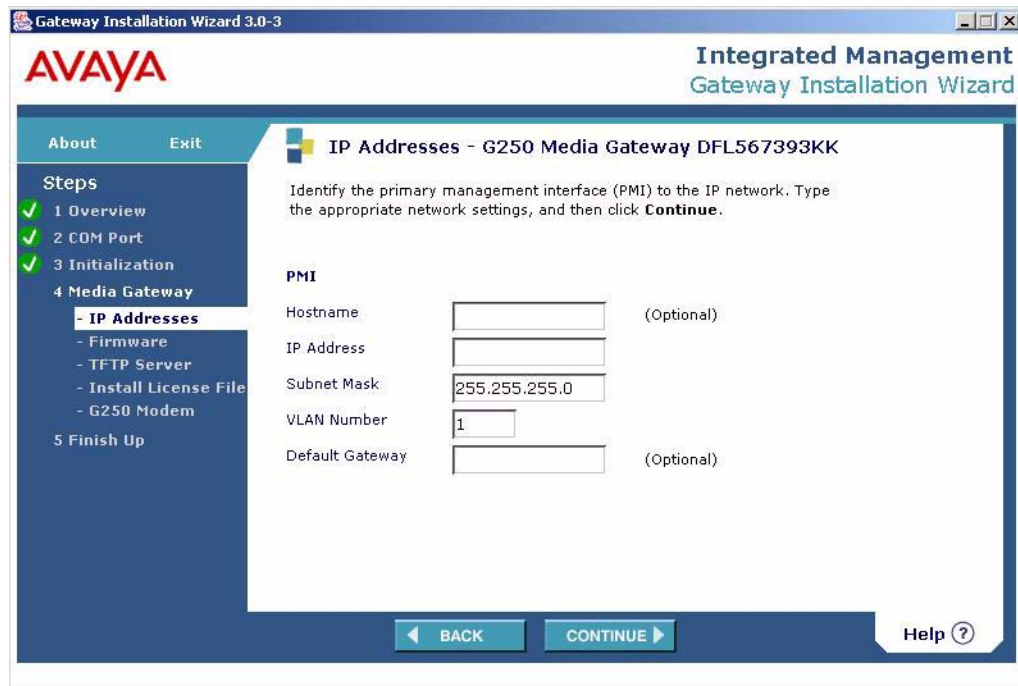 Gateway Installation Wizard 3.0-3
AVAYA
Integrated Management
Gateway Installation Wizard
About Exit
Steps
1 Overview
2 COM Port
3 Initialization
4 Media Gateway
- IP Addresses
- Firmware
- TFTP Server
- Install License File
- G250 Modem
5 Finish Up
IP Addresses - G250 Media Gateway DFL567393KK
Identify the primary management interface (PMI) to the IP network. Type
the appropriate network settings, and then click Continue.
PMI
Hostname (Optional)
IP Address
Subnet Mask 255.255.255.0
VLAN Number 1
Default Gateway (Optional)
BACK CONTINUE
Help ?